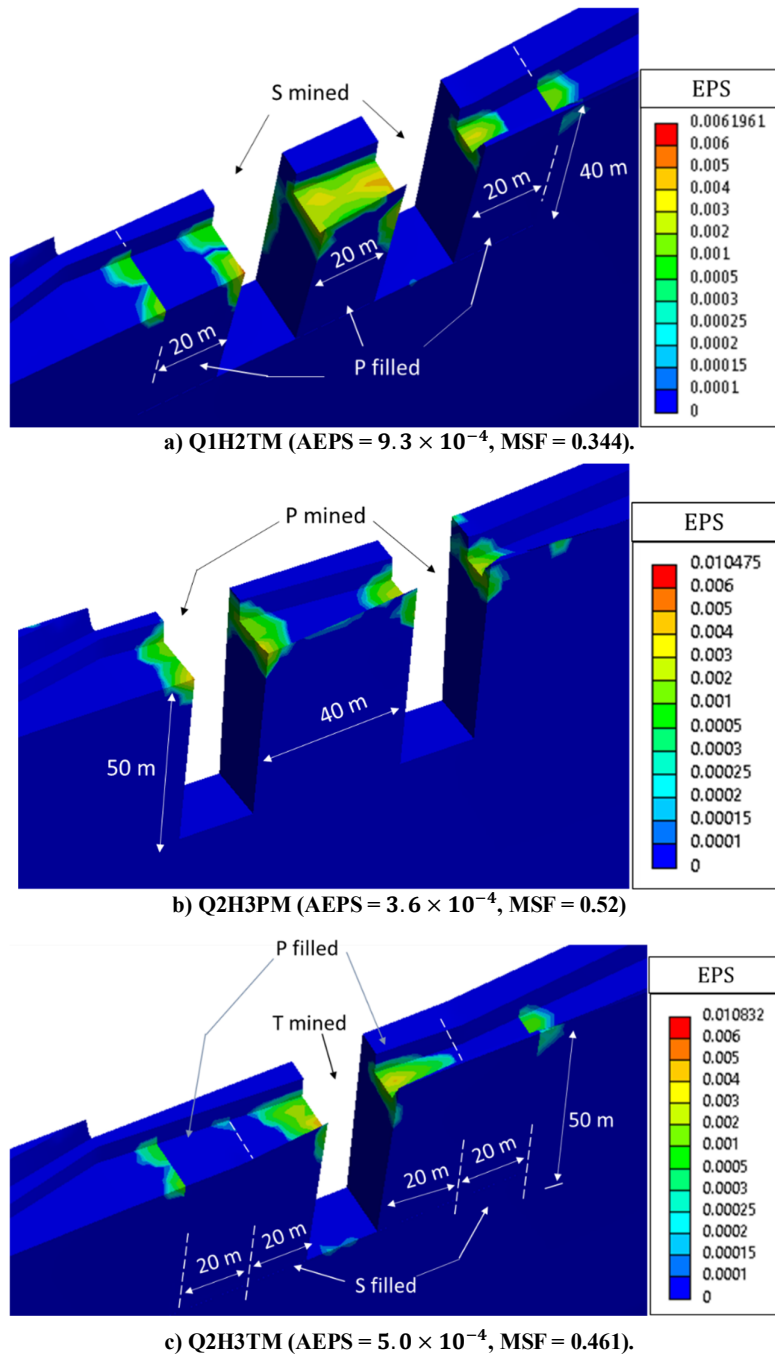 EPS
0.0061961
0.006
0.005
0.004
0.003
0.002
0.001
0.0005
0.0003
0.00025
0.0002
0.00015
0.0001
0
S mined
20 m
40 m
20 m
20 m
P filled
a) Q1H2TM (AEPS = 9.3 × 10⁻⁴, MSF = 0.344).
EPS
0.010475
0.006
0.005
0.004
0.003
0.002
0.001
0.0005
0.0003
0.00025
0.0002
0.00015
0.0001
0
P mined
40 m
50 m
b) Q2H3PM (AEPS = 3.6 × 10⁻⁴, MSF = 0.52)
EPS
0.010832
0.006
0.005
0.004
0.003
0.002
0.001
0.0005
0.0003
0.00025
0.0002
0.00015
0.0001
0
P filled
T mined
50 m
20 m
20 m
20 m
20 m
S filled
c) Q2H3TM (AEPS = 5.0 × 10⁻⁴, MSF = 0.461).